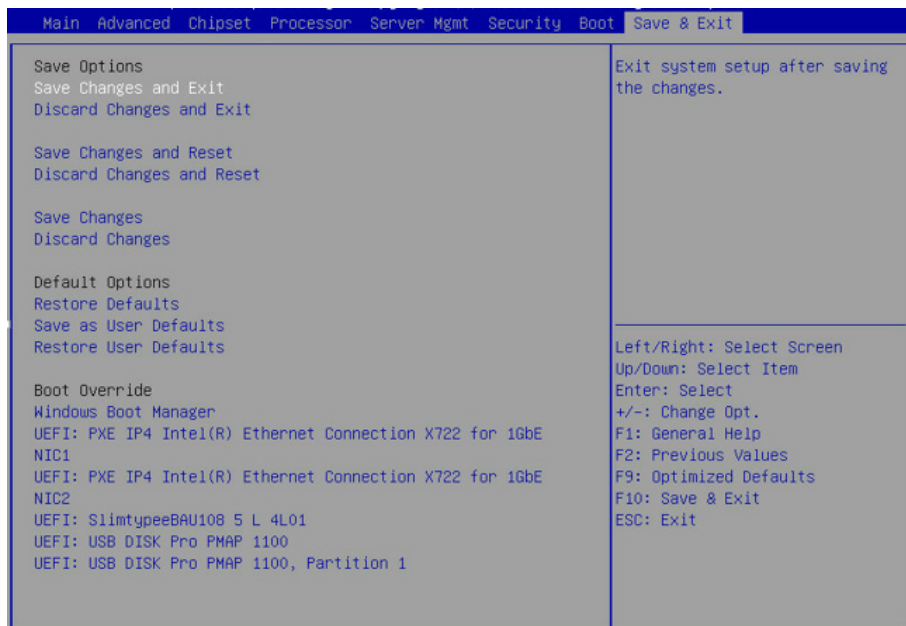 Main Advanced Chipset Processor Server Mgmt Security Boot Save & Exit
Save Options
Save Changes and Exit
Discard Changes and Exit
Save Changes and Reset
Discard Changes and Reset
Save Changes
Discard Changes
Default Options
Restore Defaults
Save as User Defaults
Restore User Defaults
Boot Override
Windows Boot Manager
UEFI: PXE IP4 Intel(R) Ethernet Connection X722 for 1GbE
NIC1
UEFI: PXE IP4 Intel(R) Ethernet Connection X722 for 1GbE
NIC2
UEFI: SlimtypeeBAU108 5 L 4L01
UEFI: USB DISK Pro PMAP 1100
UEFI: USB DISK Pro PMAP 1100, Partition 1
Exit system setup after saving
the changes.
Left/Right: Select Screen
Up/Down: Select Item
Enter: Select
+/-: Change Opt.
F1: General Help
F2: Previous Values
F9: Optimized Defaults
F10: Save & Exit
ESC: Exit